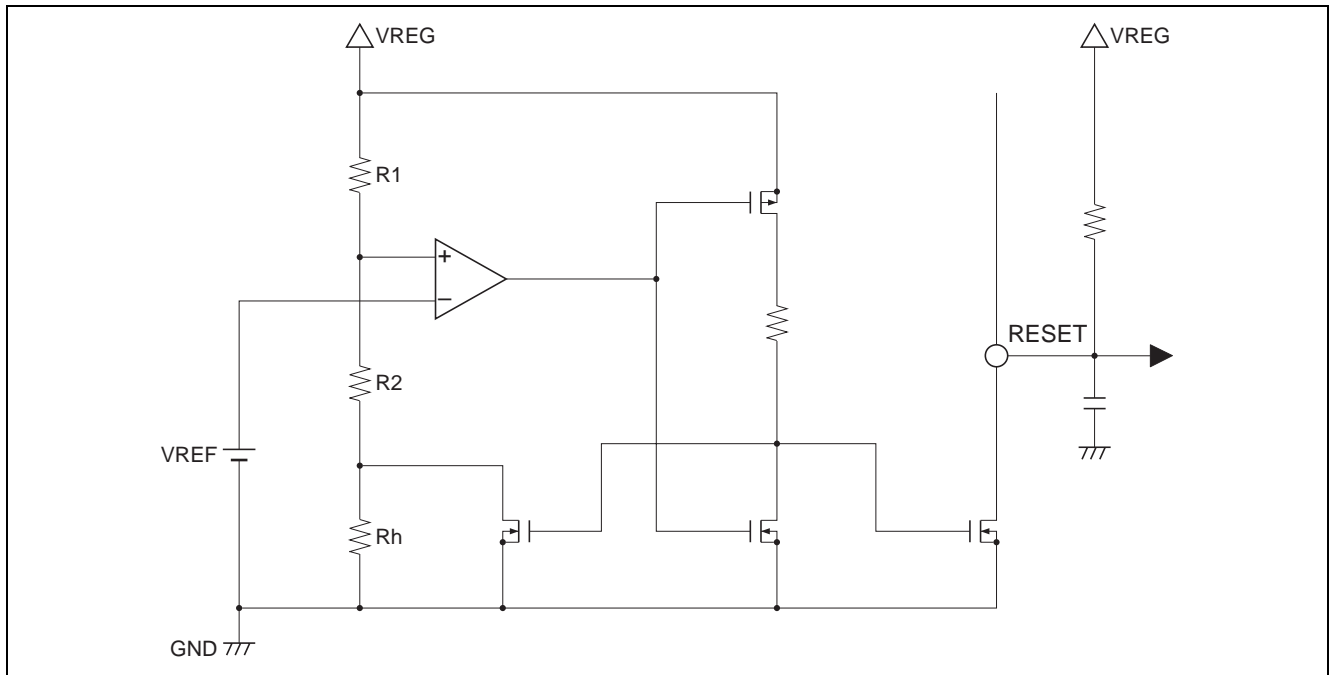 VREG
VREG
R1
+
−
RESET
R2
VREF
Rh
GND